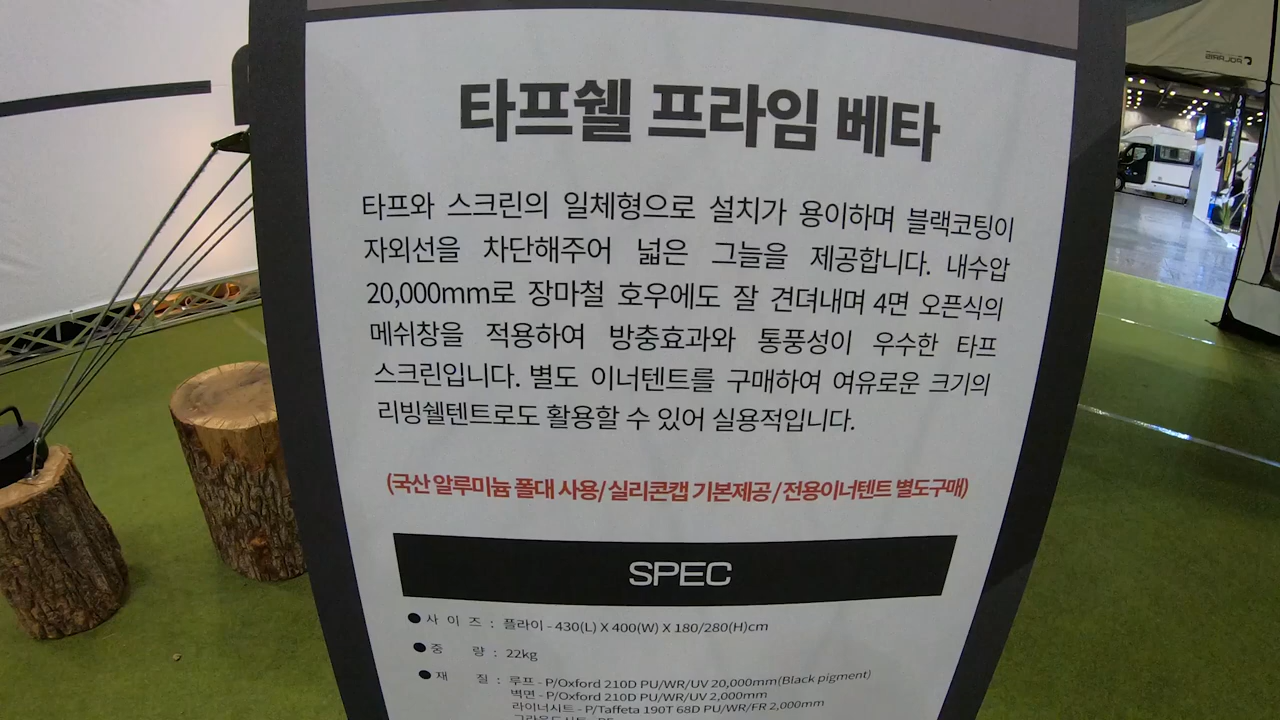 타프쉘 프라임 베타
타프와 스크린의 일체형으로 설치가 용이하며 블랙코팅이
자외선을 차단해주어 넓은 그늘을 제공합니다. 내수압
20,000mm로 장마철 호우에도 잘 견뎌내며 4면 오픈식의
메쉬창을 적용하여 방충효과와 통풍성이 우수한 타프
스크린입니다. 별도 이너텐트를 구매하여 여유로운 크기의
리빙쉘텐트로도 활용할 수 있어 실용적입니다.
(국산 알루미늄 폴대 사용/ 실리콘캡 기본제공 / 전용이너텐트 별도구매)
SPEC
● 사 이 즈 : 플라이 - 430(L) X 400(W) X 180/280(H)cm
● 중 량 : 22kg
● 재 질 : 루프 - P/Oxford 210D PU/WR/UV 20,000mm(Black pigment)
벽면 - P/Oxford 210D PU/WR/UV 2,000mm
라이너시트 - P/Taffeta 190T 68D PU/WR/FR 2,000mm